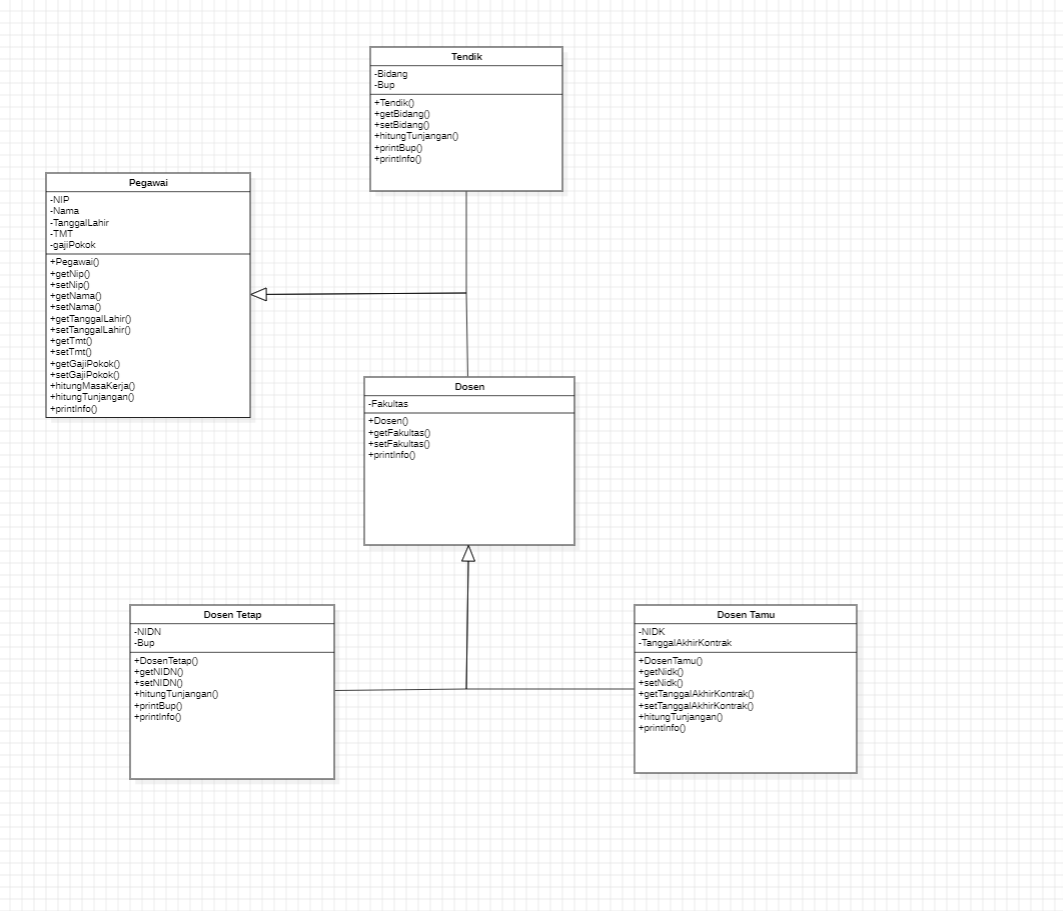 Tendik
-Bidang
-Bup
+Tendik()
+getBidang()
+setBidang()
+hitungTunjangan()
+printBup()
+printInfo()
Pegawai
-NIP
-Nama
-TanggalLahir
-TMT
-gajiPokok
+Pegawai()
+getNip()
+setNip()
+getNama()
+setNama()
+getTanggalLahir()
+setTanggalLahir()
+getTmt()
+setTmt()
+getGajiPokok()
+setGajiPokok()
+hitungMasaKerja()
+hitungTunjangan()
+printInfo()
Dosen
-Fakultas
+Dosen()
+getFakultas()
+setFakultas()
+printInfo()
Dosen Tetap
-NIDN
-Bup
+DosenTetap()
+getNIDN()
+setNIDN()
+hitungTunjangan()
+printBup()
+printInfo()
Dosen Tamu
-NIDK
-TanggalAkhirKontrak
+DosenTamu()
+getNidk()
+setNidk()
+getTanggalAkhirKontrak()
+setTanggalAkhirKontrak()
+hitungTunjangan()
+printInfo()